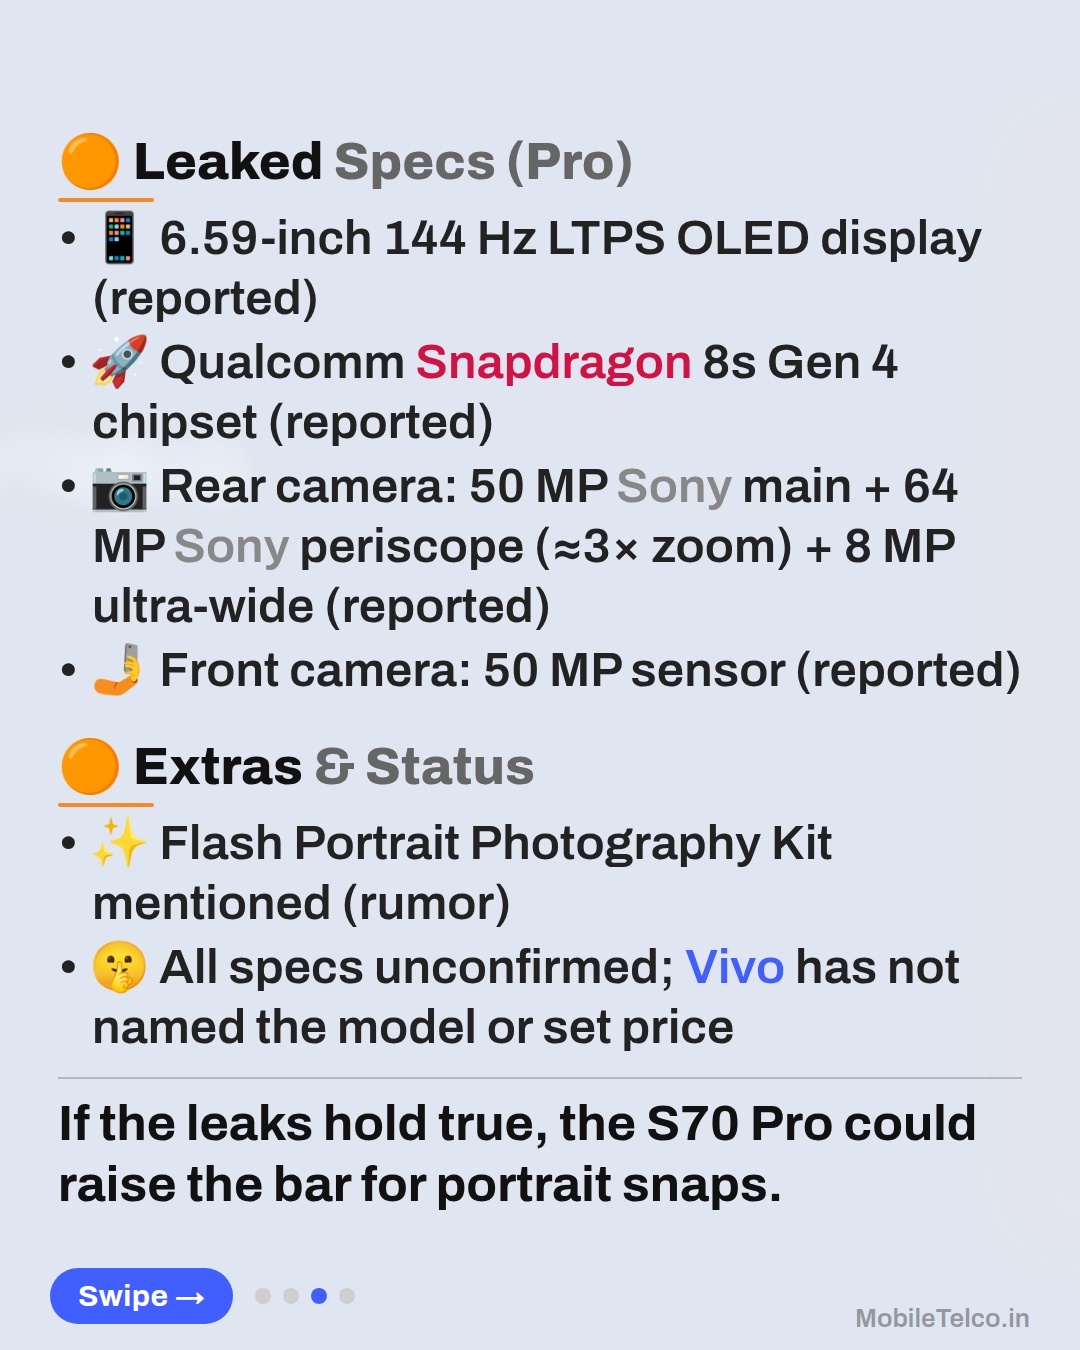 🟠 Leaked Specs (Pro)
• 📱 6.59-inch 144 Hz LTPS OLED display
(reported)
• 🚀 Qualcomm Snapdragon 8s Gen 4
chipset (reported)
• 📷 Rear camera: 50 MP Sony main + 64
MP Sony periscope (≈3× zoom) + 8 MP
ultra-wide (reported)
• 🤳 Front camera: 50 MP sensor (reported)
🟠 Extras & Status
• ✨ Flash Portrait Photography Kit
mentioned (rumor)
• 🤫 All specs unconfirmed; Vivo has not
named the model or set price
If the leaks hold true, the S70 Pro could
raise the bar for portrait snaps.
Swipe →
MobileTelco.in